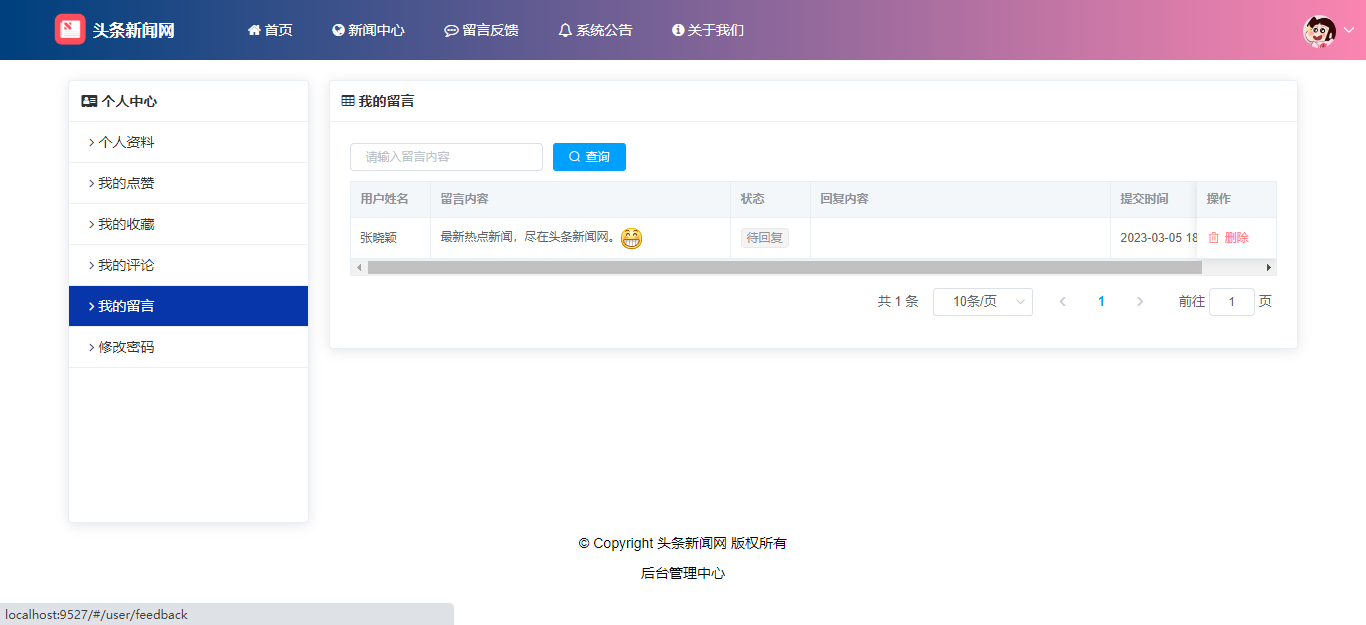 头条新闻网 首页 新闻中心 留言反馈 系统公告 关于我们
个人中心
个人资料
我的点赞
我的收藏
我的评论
我的留言
修改密码
我的留言
请输入留言内容 查询
用户姓名 留言内容 状态 回复内容 提交时间 操作
张晓颖 最新热点新闻，尽在头条新闻网。 待回复 2023-03-05 18 删除
共 1 条 10条/页 1 前往 1 页
© Copyright 头条新闻网 版权所有
后台管理中心
localhost:9527/#/user/feedback